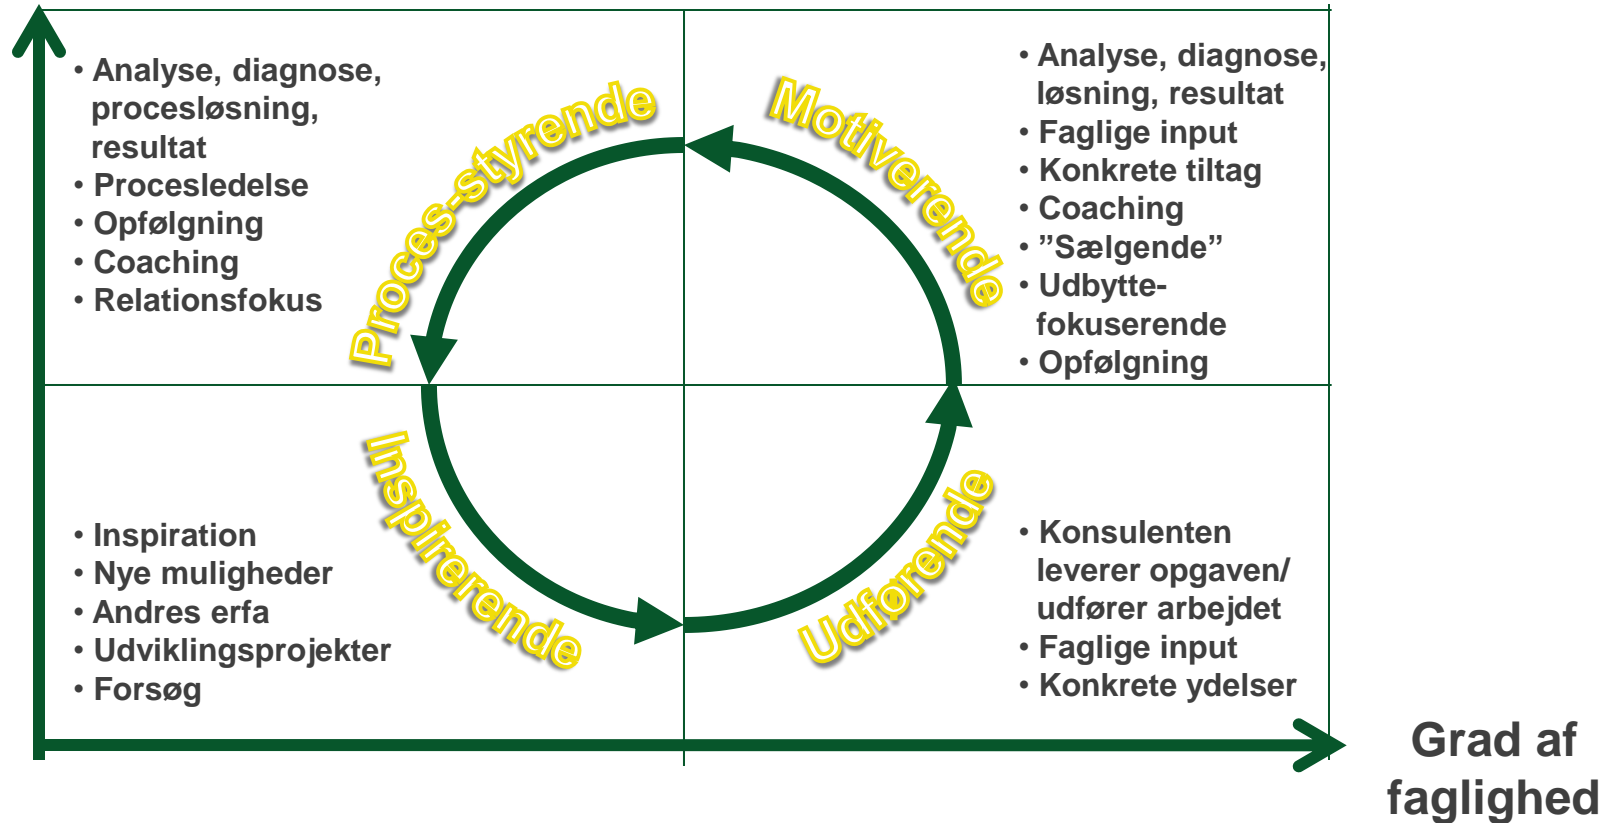 • Analyse, diagnose,
procesløsning,
resultat
• Procesledelse
• Opfølgning
• Coaching
• Relationsfokus
Proces-styrende
Motiverende
• Analyse, diagnose,
løsning, resultat
• Faglige input
• Konkrete tiltag
• Coaching
• ”Sælgende”
• Udbytte-
fokuserende
• Opfølgning
• Inspiration
• Nye muligheder
• Andres erfa
• Udviklingsprojekter
• Forsøg
Inspirerende
Udførende
• Konsulenten
leverer opgaven/
udfører arbejdet
• Faglige input
• Konkrete ydelser
Grad af
faglighed